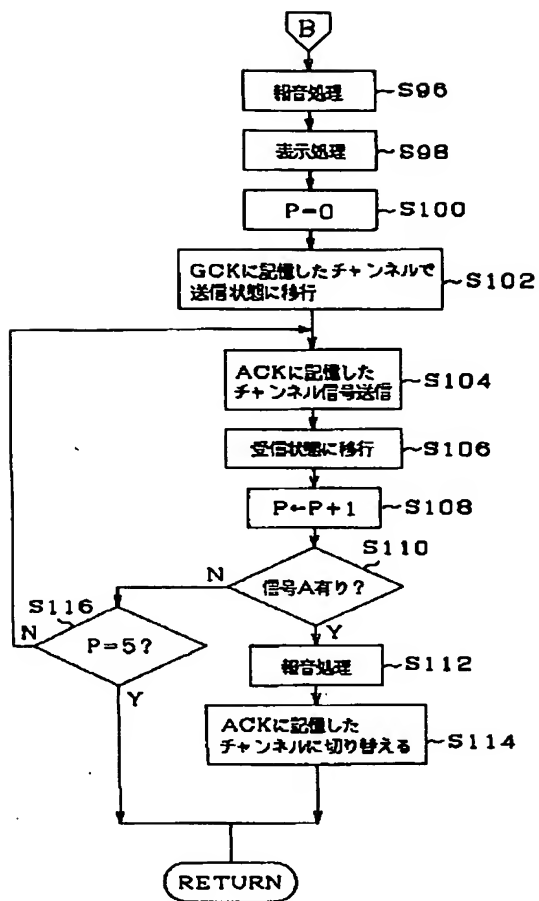 B
報音処理
S96
表示処理
S98
P=0
S100
GCKに記憶したチャンネルで
送信状態に移行
S102
ACKに記憶した
チャンネル信号送信
S104
受信状態に移行
S106
P←P+1
S108
S110
信号A有り?
N
Y
S116
P=5?
N
Y
報音処理
S112
ACKに記憶した
チャンネルに切り替える
S114
RETURN